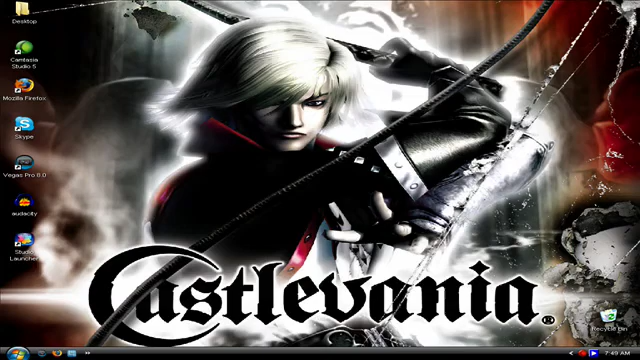 Desktop
Camtasia
Studio 5
Mozilla Firefox
Skype
Vegas Pro 8.0
audacity
Studio
Launcher
Castlevania
Recycle Bin
7:49 AM